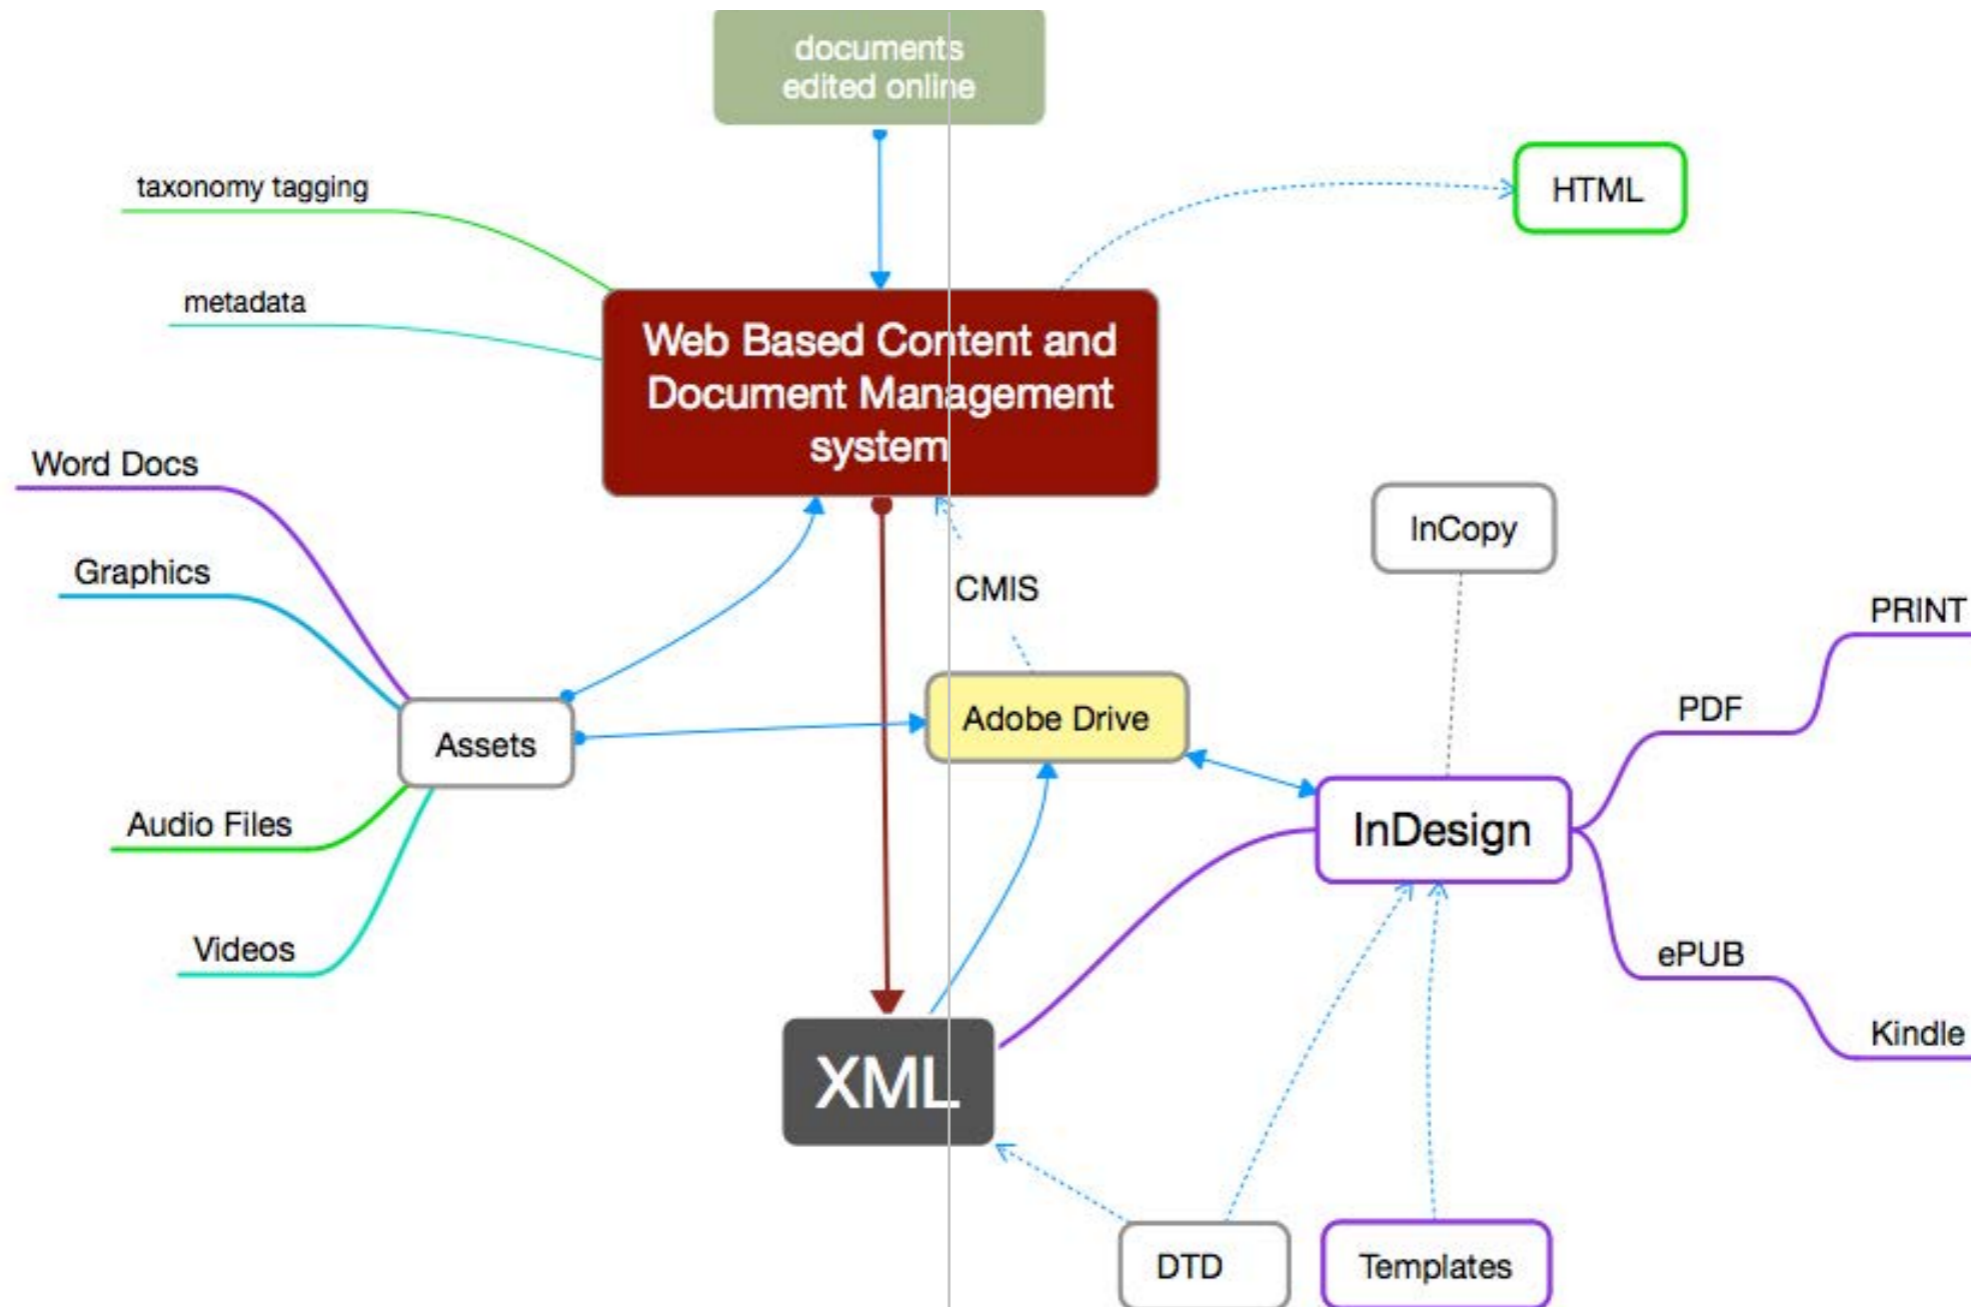 documents
edited online
taxonomy tagging
HTML
metadata
Web Based Content and
Document Management
system
Word Docs
InCopy
Graphics
CMIS
PRINT
PDF
Adobe Drive
Assets
InDesign
Audio Files
Videos
ePUB
Kindle
XML
DTD
Templates